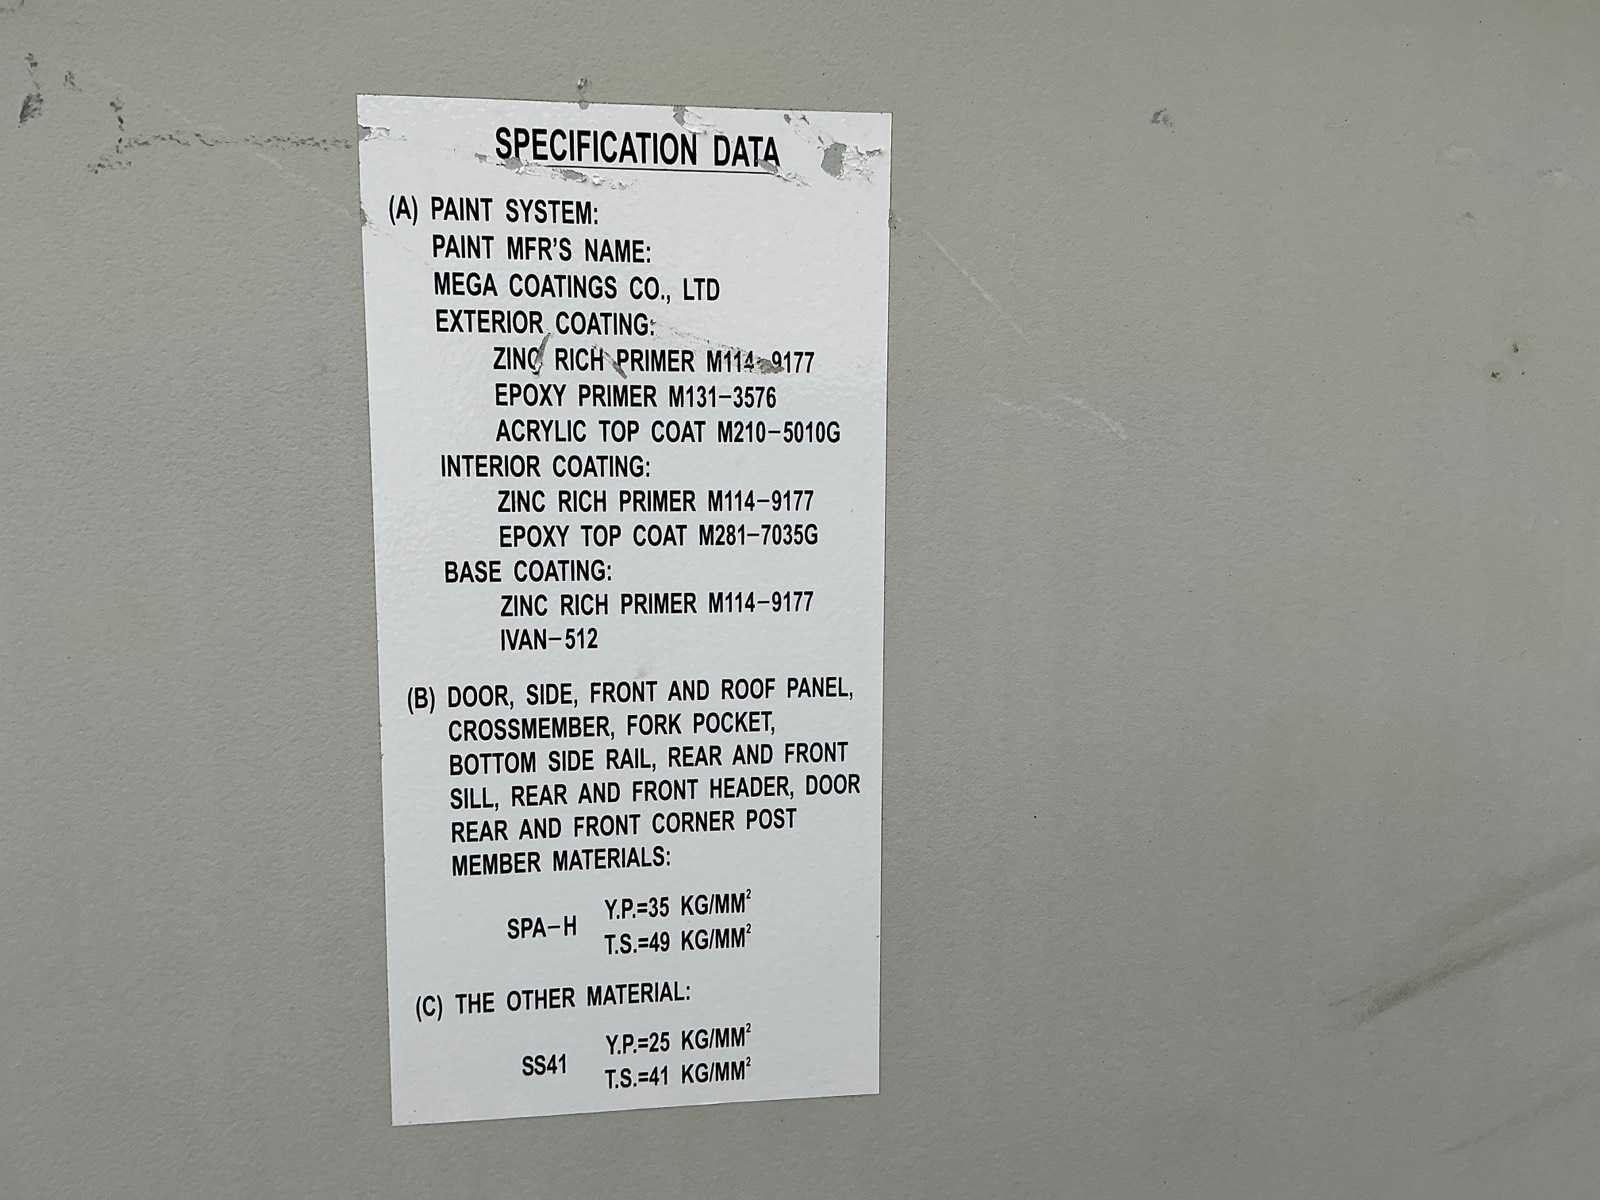 SPECIFICATION DATA
(A) PAINT SYSTEM:
PAINT MFR'S NAME:
MEGA COATINGS CO., LTD
EXTERIOR COATING:
ZINC RICH PRIMER M114-9177
EPOXY PRIMER M131-3576
ACRYLIC TOP COAT M210-5010G
INTERIOR COATING:
ZINC RICH PRIMER M114-9177
EPOXY TOP COAT M281-7035G
BASE COATING:
ZINC RICH PRIMER M114-9177
IVAN-512
(B) DOOR, SIDE, FRONT AND ROOF PANEL,
CROSSMEMBER, FORK POCKET,
BOTTOM SIDE RAIL, REAR AND FRONT
SILL, REAR AND FRONT HEADER, DOOR
REAR AND FRONT CORNER POST
MEMBER MATERIALS:
SPA-H Y.P.=35 KG/MM²
T.S.=49 KG/MM²
(C) THE OTHER MATERIAL:
SS41 Y.P.=25 KG/MM²
T.S.=41 KG/MM²